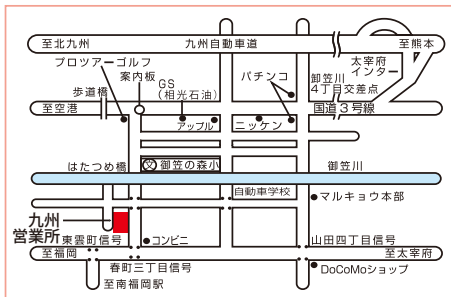 至北九州
九州自動車道
至熊本
プロツアーゴルフ
太宰府
インター
案内板
GS
（相光石油）
パチンコ
御笠川
4丁目交差点
歩道橋
至空港
国道3号線
アップル
ニッケン
はたつめ橋
文
御笠の森小
御笠川
自動車学校
マルキョウ本部
九州
営業所
東雲町信号
コンビニ
山田四丁目信号
至福岡
至太宰府
春町三丁目信号
DoCoMoショップ
至南福岡駅